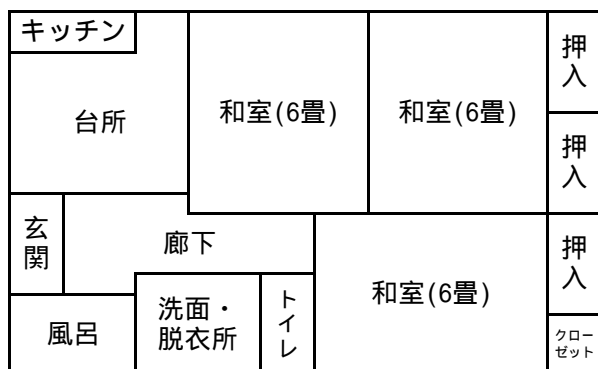 キッチン
台所
和室(6畳)
和室(6畳)
押入
押入
玄関
廊下
和室(6畳)
押入
風呂
洗面・
脱衣所
トイレ
クロー
ゼット